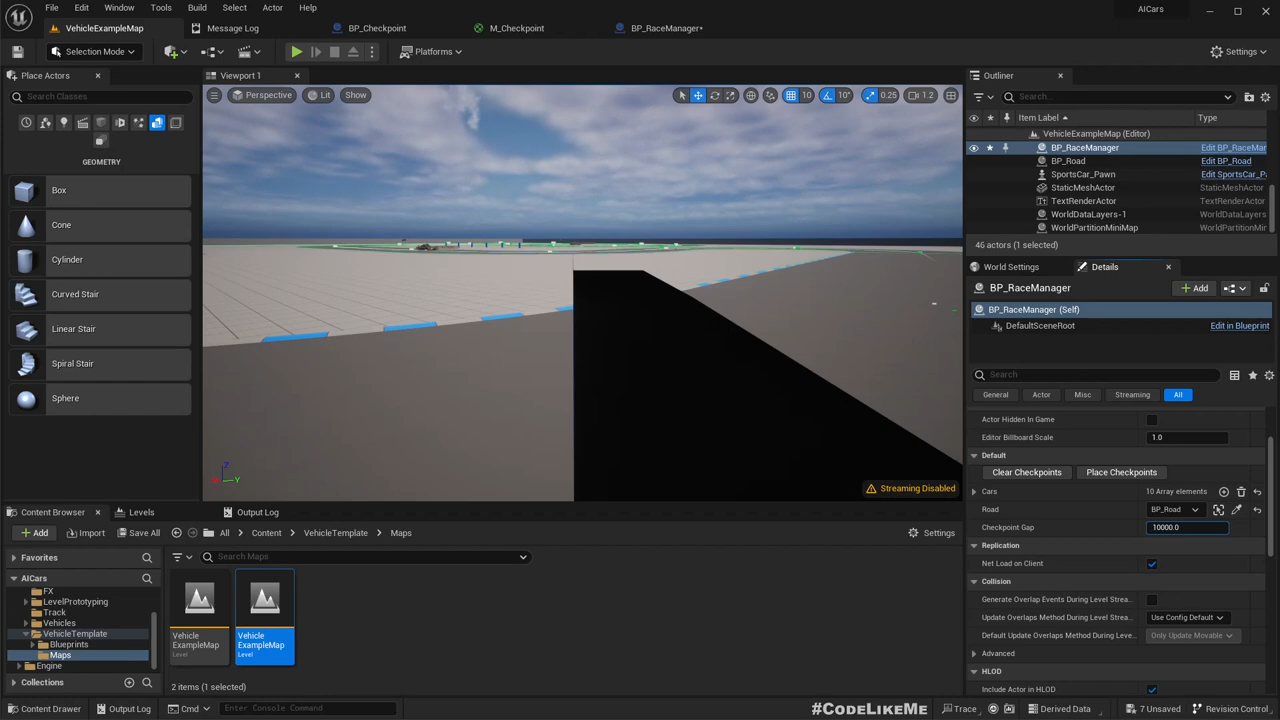 File Edit Window Tools Build Select Actor Help
AICars
VehicleExampleMap Message Log BP_Checkpoint M_Checkpoint BP_RaceManager•
Selection Mode Platforms Settings
Place Actors Viewport 1 Outliner
Search Classes Perspective Lit Show 10 10° 0.25 1.2 Search...
Item Label Type
GEOMETRY
VehicleExampleMap (Editor)
BP_RaceManager Edit BP_RaceMar
BP_Road Edit BP_Road
SportsCar_Pawn Edit SportsCar_P
StaticMeshActor StaticMeshActor
TextRenderActor TextRenderActor
WorldDataLayers-1 WorldDataLayers
WorldPartitionMiniMap WorldPartitionMini
46 actors (1 selected)
Box
Cone
Cylinder
Curved Stair
Linear Stair
Spiral Stair
Sphere
World Settings Details
BP_RaceManager Add
BP_RaceManager (Self)
DefaultSceneRoot Edit in Blueprint
Search
General Actor Misc Streaming All
Actor Hidden In Game
Editor Billboard Scale 1.0
Default
Clear Checkpoints Place Checkpoints
Cars 10 Array elements
Road BP_Road
Checkpoint Gap 10000.0
Replication
Net Load on Client
Collision
Generate Overlap Events During Level Strea...
Update Overlaps Method During Level Strea... Use Config Default
Default Update Overlaps Method During Leve... Only Update Movable
Advanced
HLOD
Include Actor in HLOD
Z
Y
Streaming Disabled
Content Browser Levels Output Log
Add Import Save All All Content VehicleTemplate Maps Settings
Favorites Search Maps
AICars
FX
LevelPrototyping
Track
Vehicles
VehicleTemplate
Blueprints
Maps
Engine
Collections
Vehicle ExampleMap
Level
Vehicle ExampleMap
Level
2 items (1 selected)
Content Drawer Output Log Cmd Enter Console Command #CodeLikeMe Trace Derived Data 7 Unsaved Revision Control